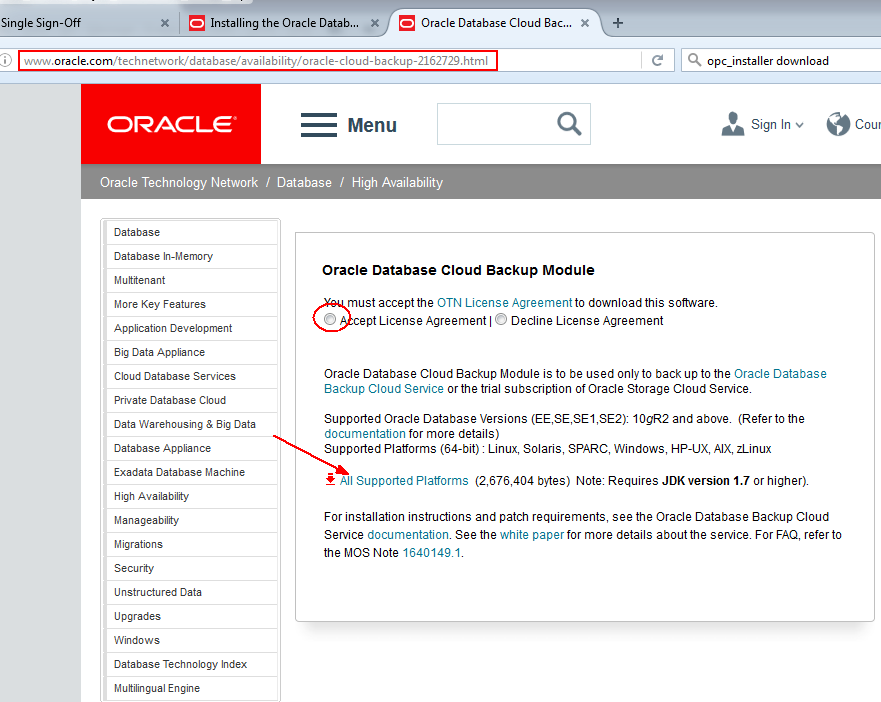 Single Sign-Off
Installing the Oracle Datab...
Oracle Database Cloud Bac...
www.oracle.com/technetwork/database/availability/oracle-cloud-backup-2162729.html
opc_installer download
ORACLE
Menu
Sign In
Coun
Oracle Technology Network / Database / High Availability
Database
Database In-Memory
Multitenant
More Key Features
Application Development
Big Data Appliance
Cloud Database Services
Private Database Cloud
Data Warehousing & Big Data
Database Appliance
Exadata Database Machine
High Availability
Manageability
Migrations
Security
Unstructured Data
Upgrades
Windows
Database Technology Index
Multilingual Engine
Oracle Database Cloud Backup Module
You must accept the OTN License Agreement to download this software.
Accept License Agreement | Decline License Agreement
Oracle Database Cloud Backup Module is to be used only to back up to the Oracle Database
Backup Cloud Service or the trial subscription of Oracle Storage Cloud Service.
Supported Oracle Database Versions (EE,SE,SE1,SE2): 10gR2 and above. (Refer to the
documentation for more details)
Supported Platforms (64-bit) : Linux, Solaris, SPARC, Windows, HP-UX, AIX, zLinux
All Supported Platforms (2,676,404 bytes) Note: Requires JDK version 1.7 or higher).
For installation instructions and patch requirements, see the Oracle Database Backup Cloud
Service documentation. See the white paper for more details about the service. For FAQ, refer to
the MOS Note 1640149.1.